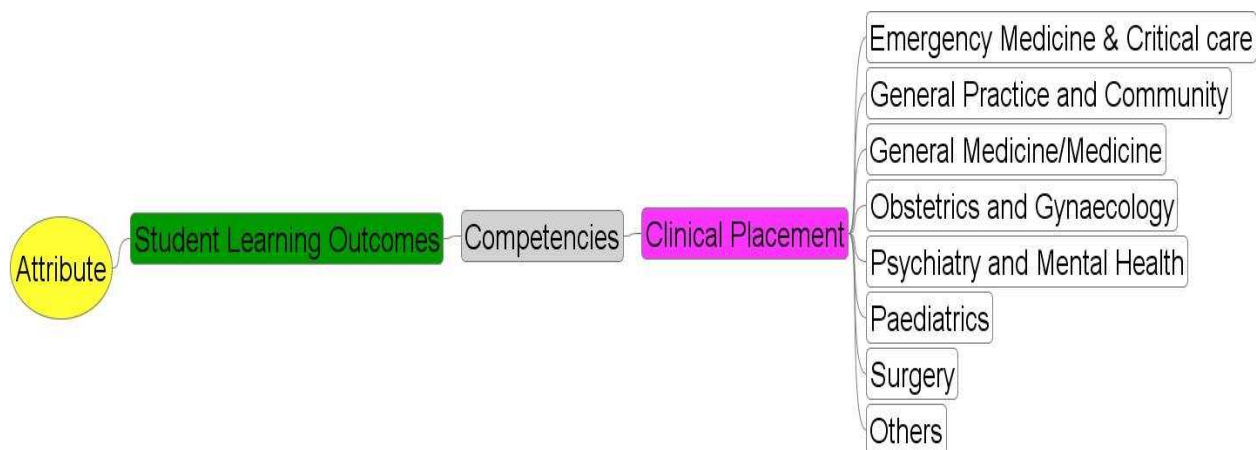 Attribute
Student Learning Outcomes
Competencies
Clinical Placement
Emergency Medicine & Critical care
General Practice and Community
General Medicine/Medicine
Obstetrics and Gynaecology
Psychiatry and Mental Health
Paediatrics
Surgery
Others